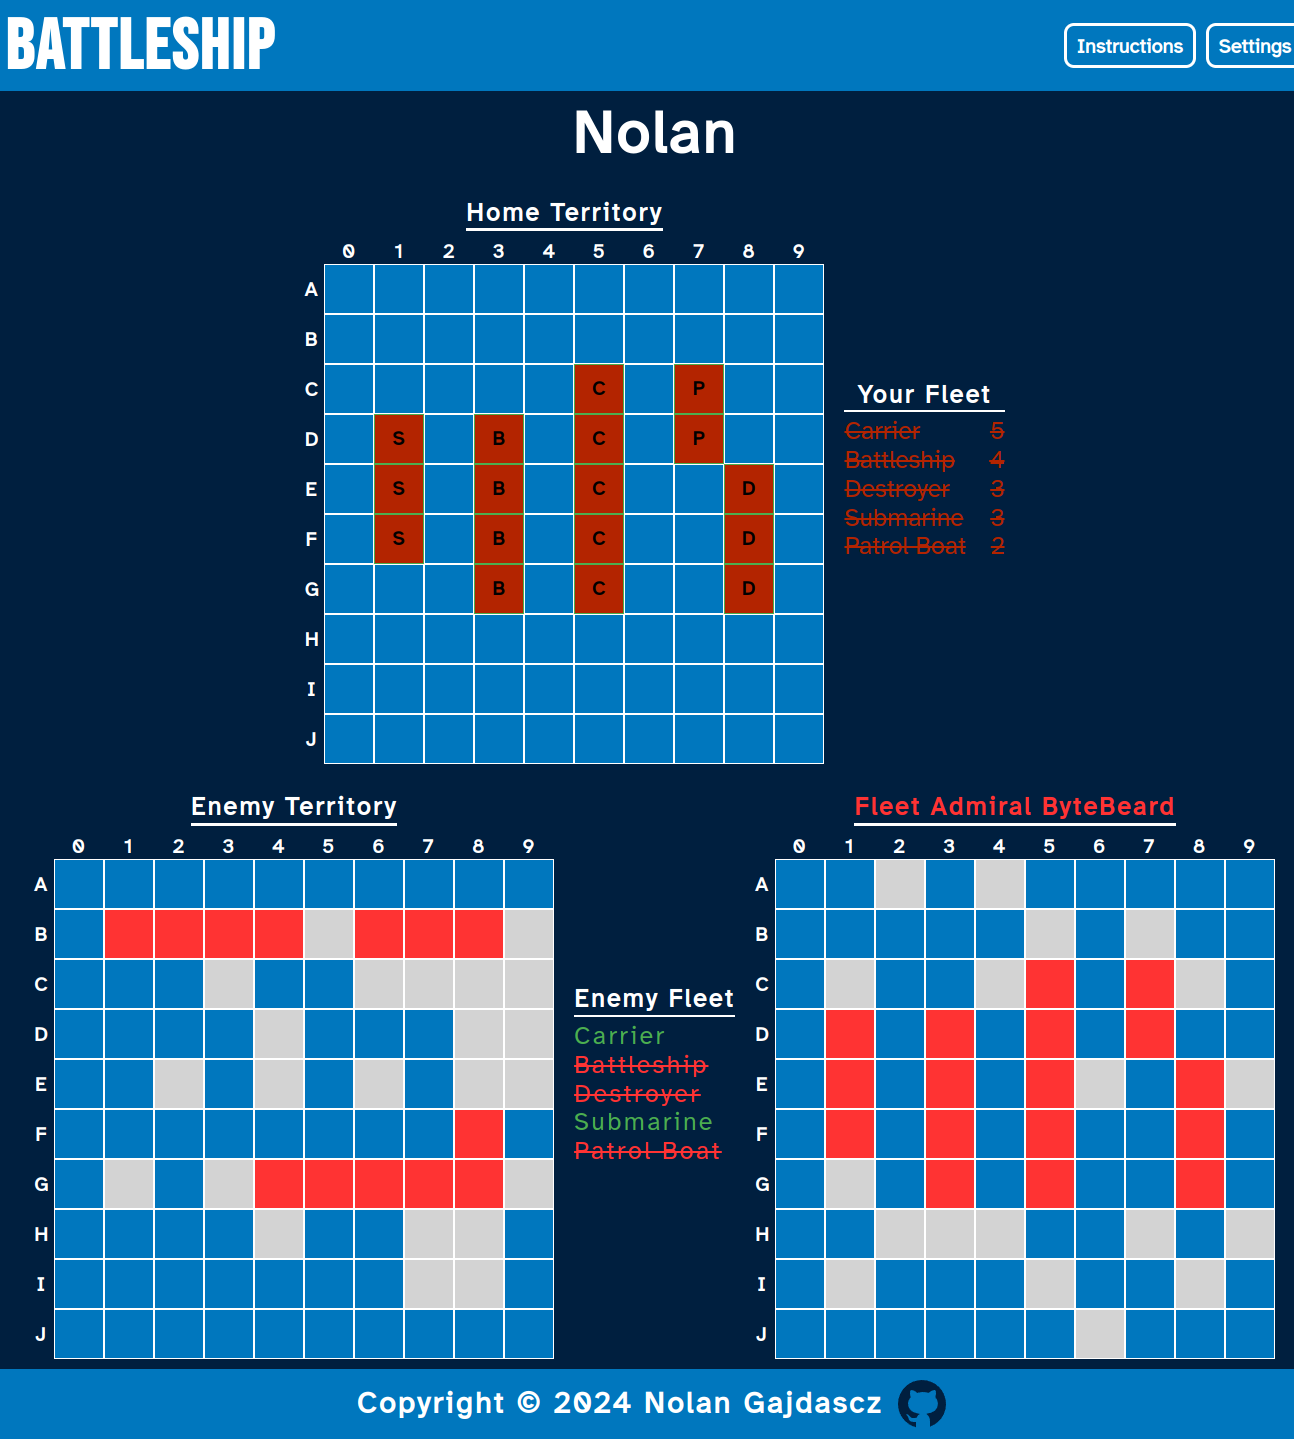 BATTLESHIP
Instructions Settings
Nolan
Home Territory
0 1 2 3 4 5 6 7 8 9
A
B
C C P
D S B C P
E S B C D
F S B C D
G B C D
H
I
J
Your Fleet
Carrier 5
Battleship 4
Destroyer 3
Submarine 3
Patrol Boat 2
Enemy Territory
0 1 2 3 4 5 6 7 8 9
A
B
C
D
E
F
G
H
I
J
Enemy Fleet
Carrier
Battleship
Destroyer
Submarine
Patrol Boat
Fleet Admiral ByteBeard
0 1 2 3 4 5 6 7 8 9
A
B
C
D
E
F
G
H
I
J
Copyright © 2024 Nolan Gajdascz